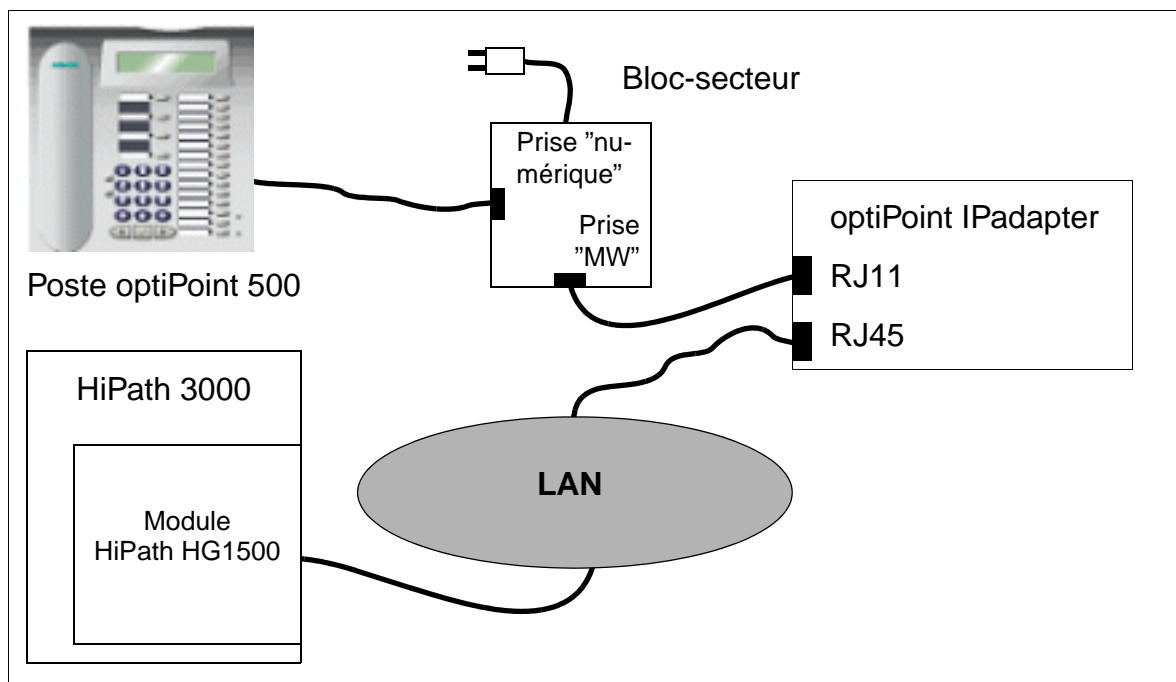 Bloc-secteur
Prise ”nu-
mérique”
Prise
”MW”
optiPoint IPadapter
RJ11
RJ45
Poste optiPoint 500
HiPath 3000
Module
HiPath HG1500
LAN